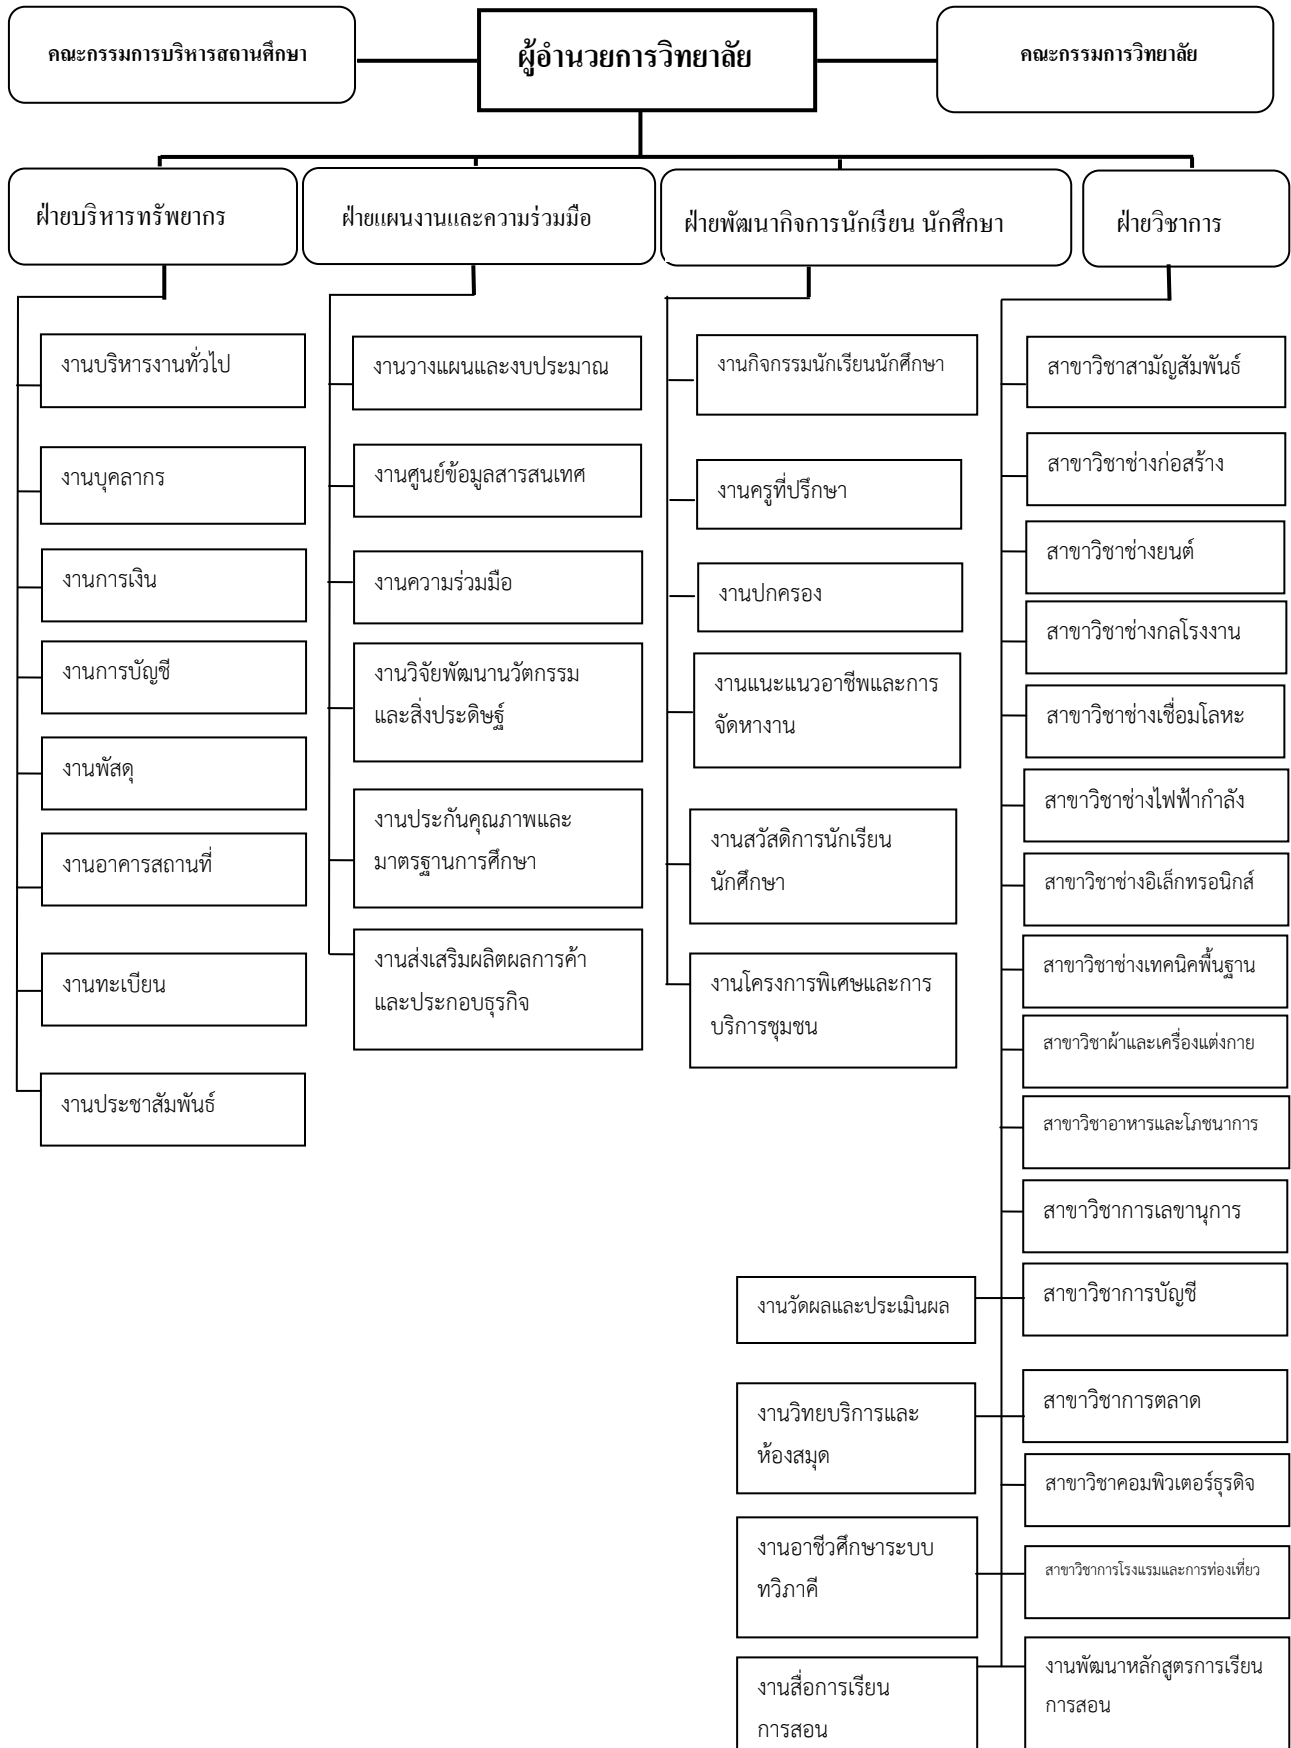 คณะกรรมการบริหารสถานศึกษา
ผู้อำนวยการวิทยาลัย
คณะกรรมการวิทยาลัย
ฝ่ายบริหารทรัพยากร
ฝ่ายแผนงานและความร่วมมือ
ฝ่ายพัฒนากิจการนักเรียน นักศึกษา
ฝ่ายวิชาการ
งานบริหารงานทั่วไป
งานบุคลากร
งานการเงิน
งานการบัญชี
งานพัสดุ
งานอาคารสถานที่
งานทะเบียน
งานประชาสัมพันธ์
งานวางแผนและงบประมาณ
งานศูนย์ข้อมูลสารสนเทศ
งานความร่วมมือ
งานวิจัยพัฒนานวัตกรรม
และสิ่งประดิษฐ์
งานประกันคุณภาพและ
มาตรฐานการศึกษา
งานส่งเสริมผลิตผลการค้า
และประกอบธุรกิจ
งานกิจกรรมนักเรียนนักศึกษา
งานครูที่ปรึกษา
งานปกครอง
งานแนะแนวอาชีพและการ
จัดหางาน
งานสวัสดิการนักเรียน
นักศึกษา
งานโครงการพิเศษและการ
บริการชุมชน
สาขาวิชาสามัญสัมพันธ์
สาขาวิชาช่างก่อสร้าง
สาขาวิชาช่างยนต์
สาขาวิชาช่างกลโรงงาน
สาขาวิชาช่างเชื่อมโลหะ
สาขาวิชาช่างไฟฟ้ากำลัง
สาขาวิชาช่างอิเล็กทรอนิกส์
สาขาวิชาช่างเทคนิคพื้นฐาน
สาขาวิชาผ้าและเครื่องแต่งกาย
สาขาวิชาอาหารและโภชนาการ
สาขาวิชาการเลขานุการ
สาขาวิชาการบัญชี
สาขาวิชาการตลาด
สาขาวิชาคอมพิวเตอร์ธุรดิจ
สาขาวิชาการโรงแรมและการท่องเที่ยว
งานพัฒนาหลักสูตรการเรียน
การสอน
งานวัดผลและประเมินผล
งานวิทยบริการและ
ห้องสมุด
งานอาชีวศึกษาระบบ
ทวิภาคี
งานสื่อการเรียน
การสอน